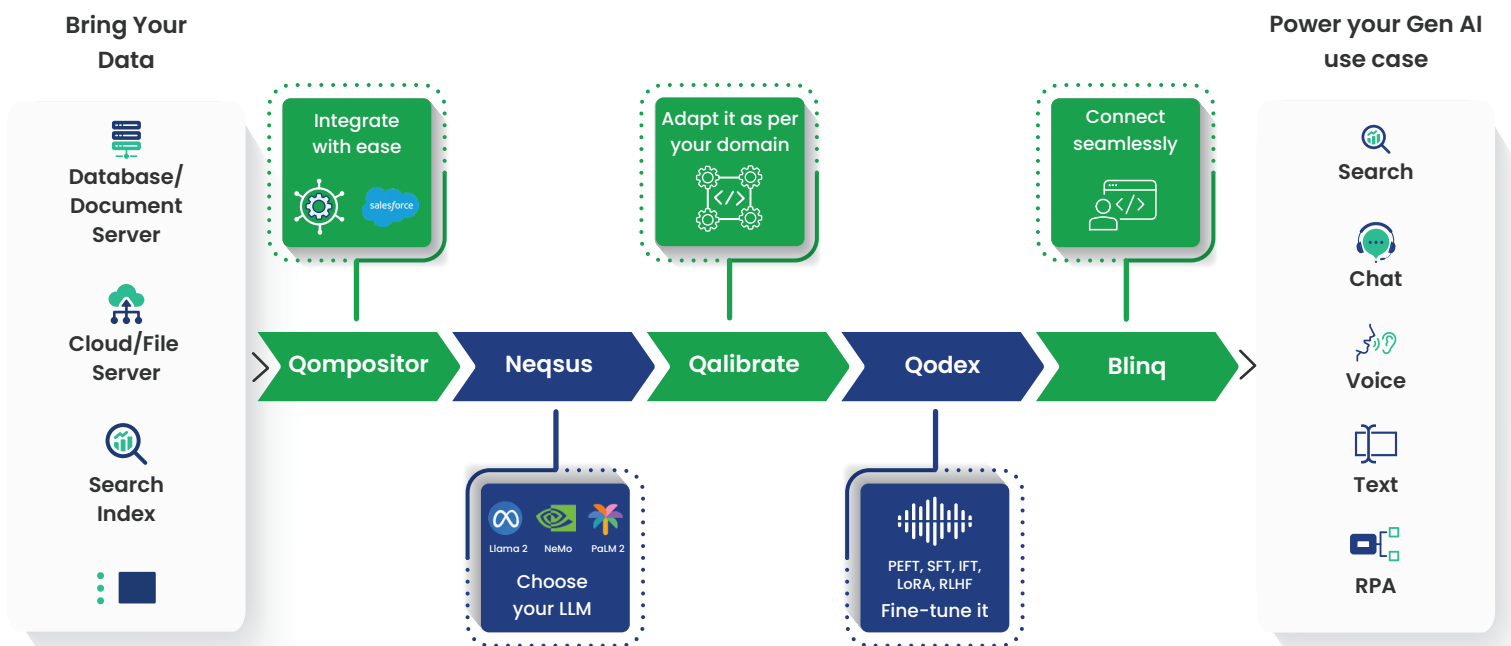 Bring Your
Data
Database/
Document
Server
Cloud/File
Server
Search
Index
Integrate
with ease
salesforce
Adapt it as per
your domain
</>
Connect
seamlessly
</>
Qompositor
Neqsus
Qalibrate
Qodex
Blinq
Llama 2
NeMo
PaLM 2
Choose
your LLM
PEFT, SFT, IFT,
LoRA, RLHF
Fine-tune it
Power your Gen AI
use case
Search
Chat
Voice
Text
RPA